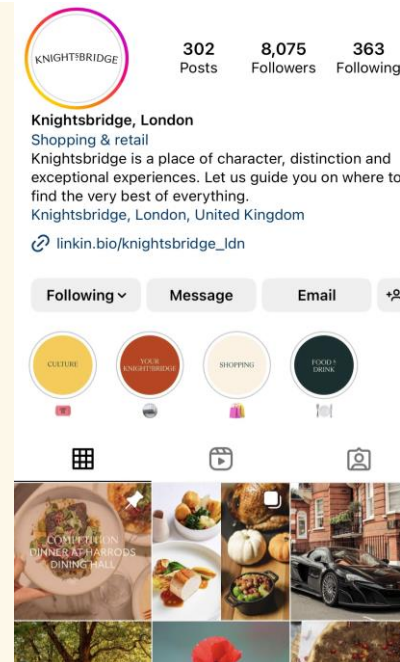 KNIGHTSBRIDGE
302
8,075
363
Posts
Followers
Following
Knightsbridge, London
Shopping & retail
Knightsbridge is a place of character, distinction and
exceptional experiences. Let us guide you on where to
find the very best of everything.
Knightsbridge, London, United Kingdom
linkin.bio/knightsbridge_ldn
Following
Message
Email
CULTURE
YOUR
KNIGHTSBRIDGE
SHOPPING
FOOD &
DRINK
COMPETITION
DINNER AT HARRODS
DINING HALL